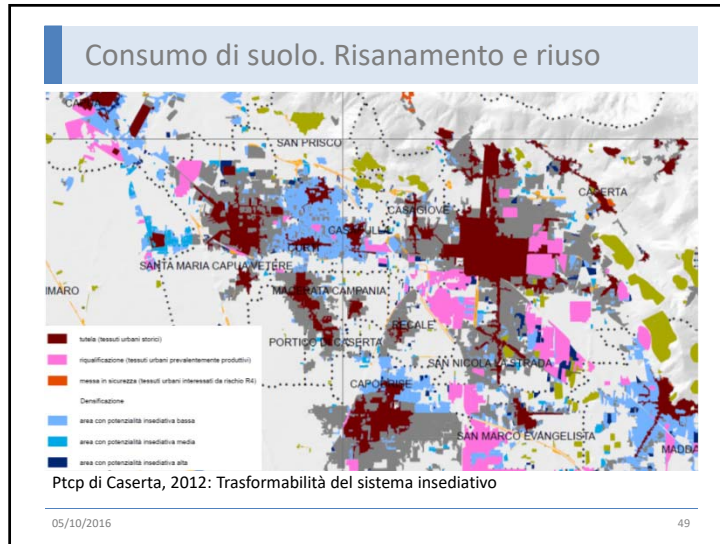 Consumo di suolo. Risanamento e riuso
SAN PRISCO
CASERTA
CASAGIOVE
SANTA MARIA CAPUA VETERE
IMARO
MACERATA CAMPANIA
RECALE
PORTICO DI CASERTA
SAN NICOLA LA STRADA
CAPODRISE
SAN MARCO EVANGELISTA
MADDA
tutela (tessuti urbani storici)
riqualificazione (tessuti urbani prevalentemente produttivi)
messa in sicurezza (tessuti urbani interessati da rischio R4)
Densificazione
area con potenzialità insediativa bassa
area con potenzialità insediativa media
area con potenzialità insediativa alta
Ptcp di Caserta, 2012: Trasformabilità del sistema insediativo
05/10/2016
49